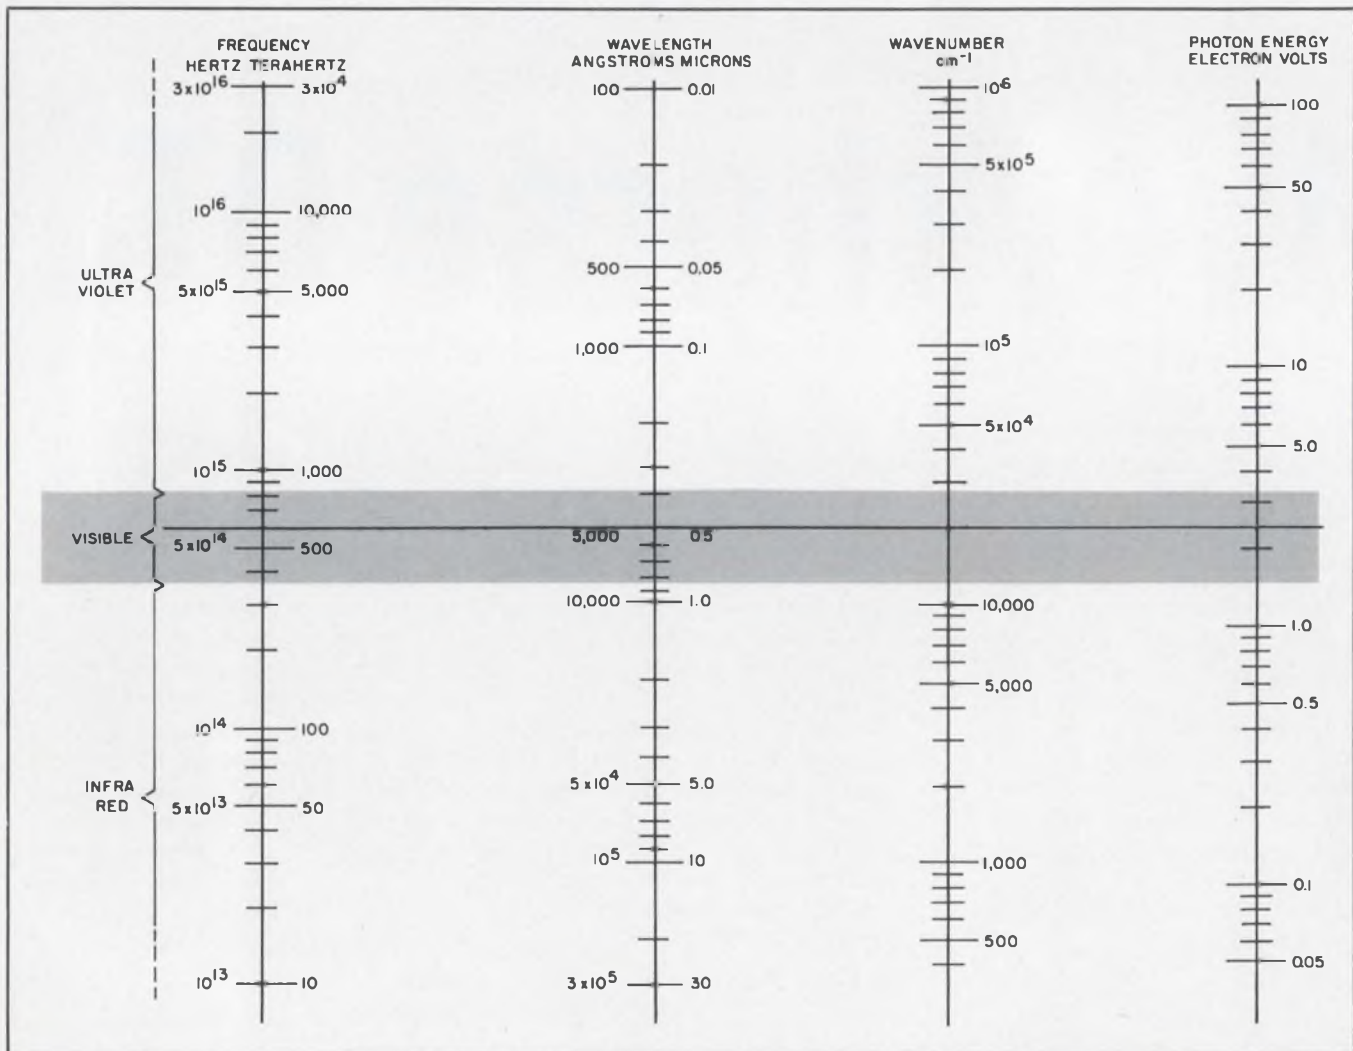 FREQUENCY
HERTZ TERAHERTZ
WAVELENGTH
ANGSTROMS MICRONS
WAVENUMBER
cm⁻¹
PHOTON ENERGY
ELECTRON VOLTS
3x10¹⁶ 3x10⁴
10¹⁶ 10,000
5x10¹⁵ 5,000
10¹⁵ 1,000
5x10¹⁴ 500
10¹⁴ 100
5x10¹³ 50
10¹³ 10
100 0.01
500 0.05
1,000 0.1
5,000 0.5
10,000 1.0
5x10⁴ 5.0
10⁵ 10
3x10⁵ 30
10⁶
5x10⁵
10⁵
5x10⁴
10,000
5,000
1,000
500
100
50
10
5.0
1.0
0.5
0.1
0.05
ULTRA
VIOLET
VISIBLE
INFRA
RED